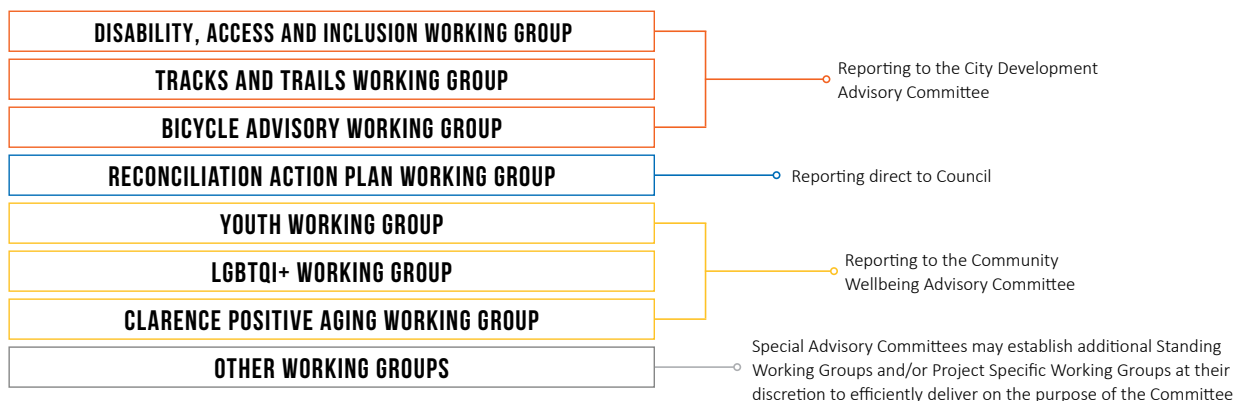 DISABILITY, ACCESS AND INCLUSION WORKING GROUP
TRACKS AND TRAILS WORKING GROUP
BICYCLE ADVISORY WORKING GROUP
Reporting to the City Development
Advisory Committee
RECONCILIATION ACTION PLAN WORKING GROUP
Reporting direct to Council
YOUTH WORKING GROUP
LGBTQI+ WORKING GROUP
CLARENCE POSITIVE AGING WORKING GROUP
Reporting to the Community
Wellbeing Advisory Committee
OTHER WORKING GROUPS
Special Advisory Committees may establish additional Standing
Working Groups and/or Project Specific Working Groups at their
discretion to efficiently deliver on the purpose of the Committee